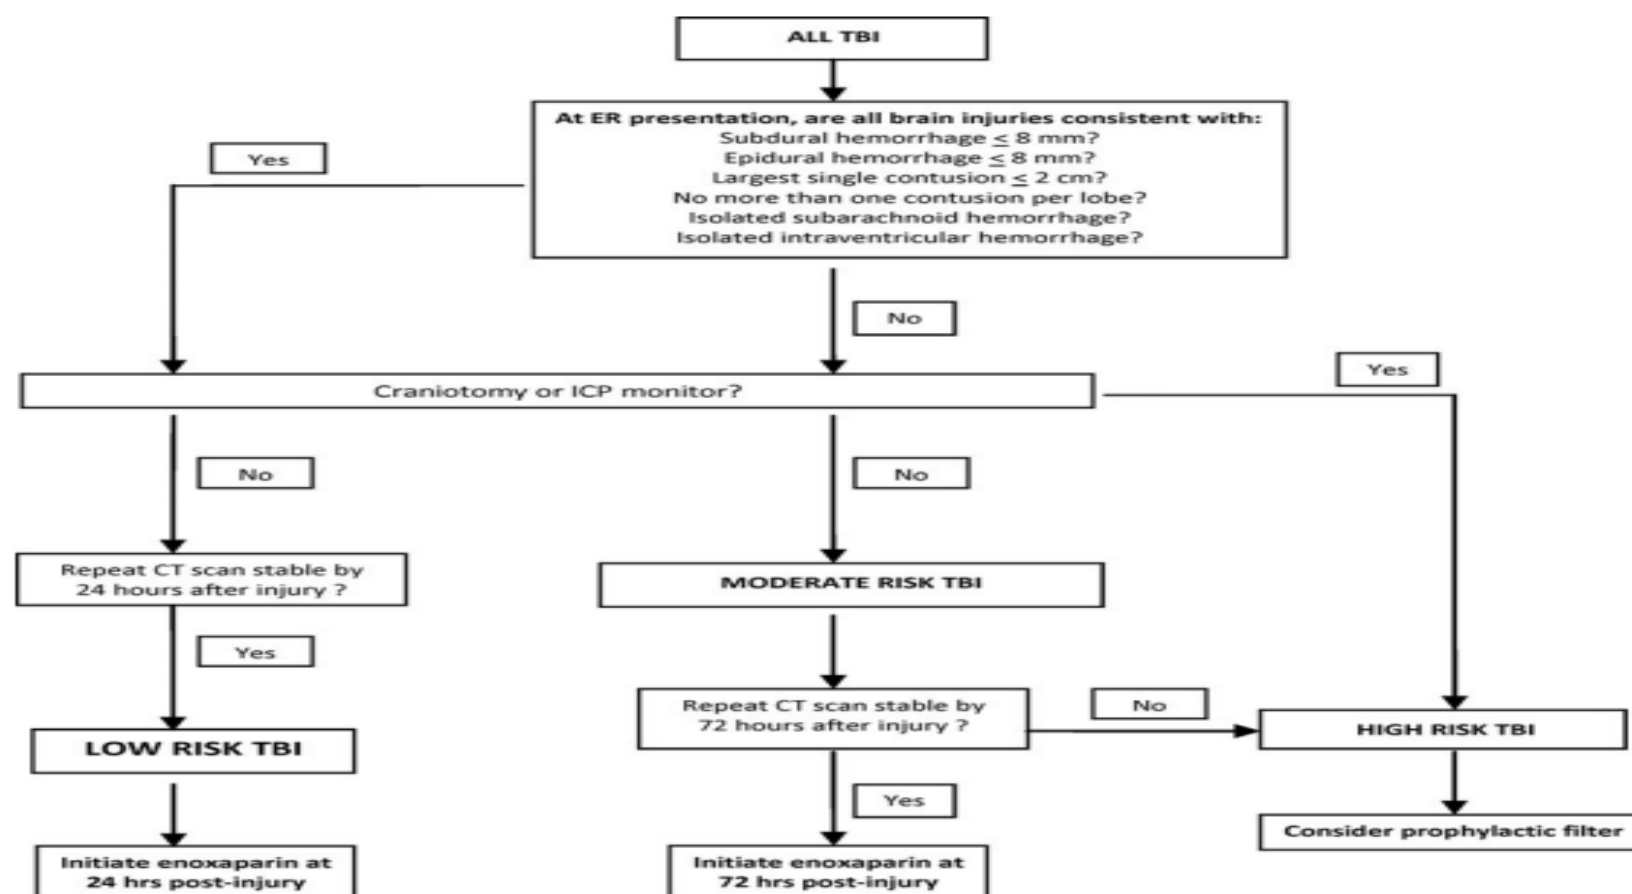 ALL TBI
At ER presentation, are all brain injuries consistent with:
Subdural hemorrhage ≤ 8 mm?
Epidural hemorrhage ≤ 8 mm?
Largest single contusion ≤ 2 cm?
No more than one contusion per lobe?
Isolated subarachnoid hemorrhage?
Isolated intraventricular hemorrhage?
Yes
No
Craniotomy or ICP monitor?
Yes
No
No
Repeat CT scan stable by
24 hours after injury ?
MODERATE RISK TBI
Yes
Repeat CT scan stable by
72 hours after injury ?
No
LOW RISK TBI
HIGH RISK TBI
Yes
Consider prophylactic filter
Initiate enoxaparin at
24 hrs post-injury
Initiate enoxaparin at
72 hrs post-injury